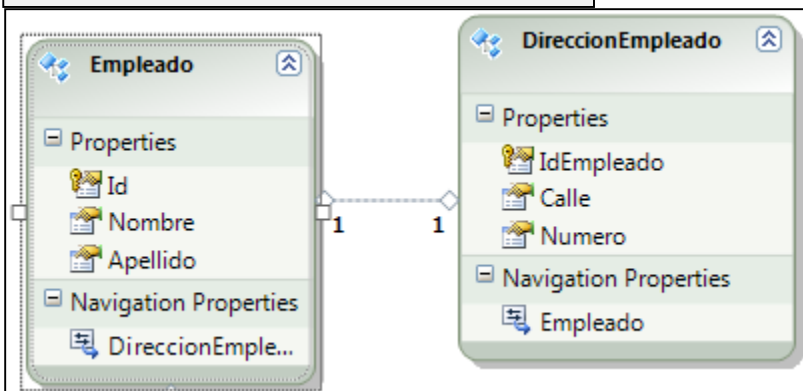 Empleado
Properties
Id
Nombre
Apellido
Navigation Properties
DireccionEmple...
1
1
DireccionEmpleado
Properties
IdEmpleado
Calle
Numero
Navigation Properties
Empleado